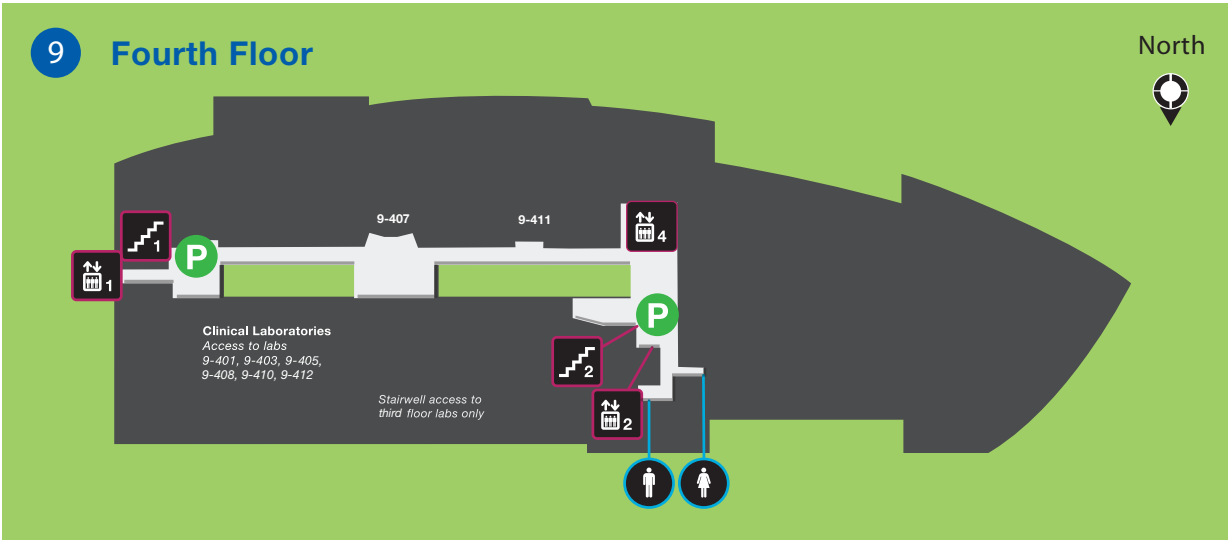 9 Fourth Floor
North
9-407
9-411
1
4
P
1
P
Clinical Laboratories
Access to labs
9-401, 9-403, 9-405,
9-408, 9-410, 9-412
2
Stairwell access to
third floor labs only
2